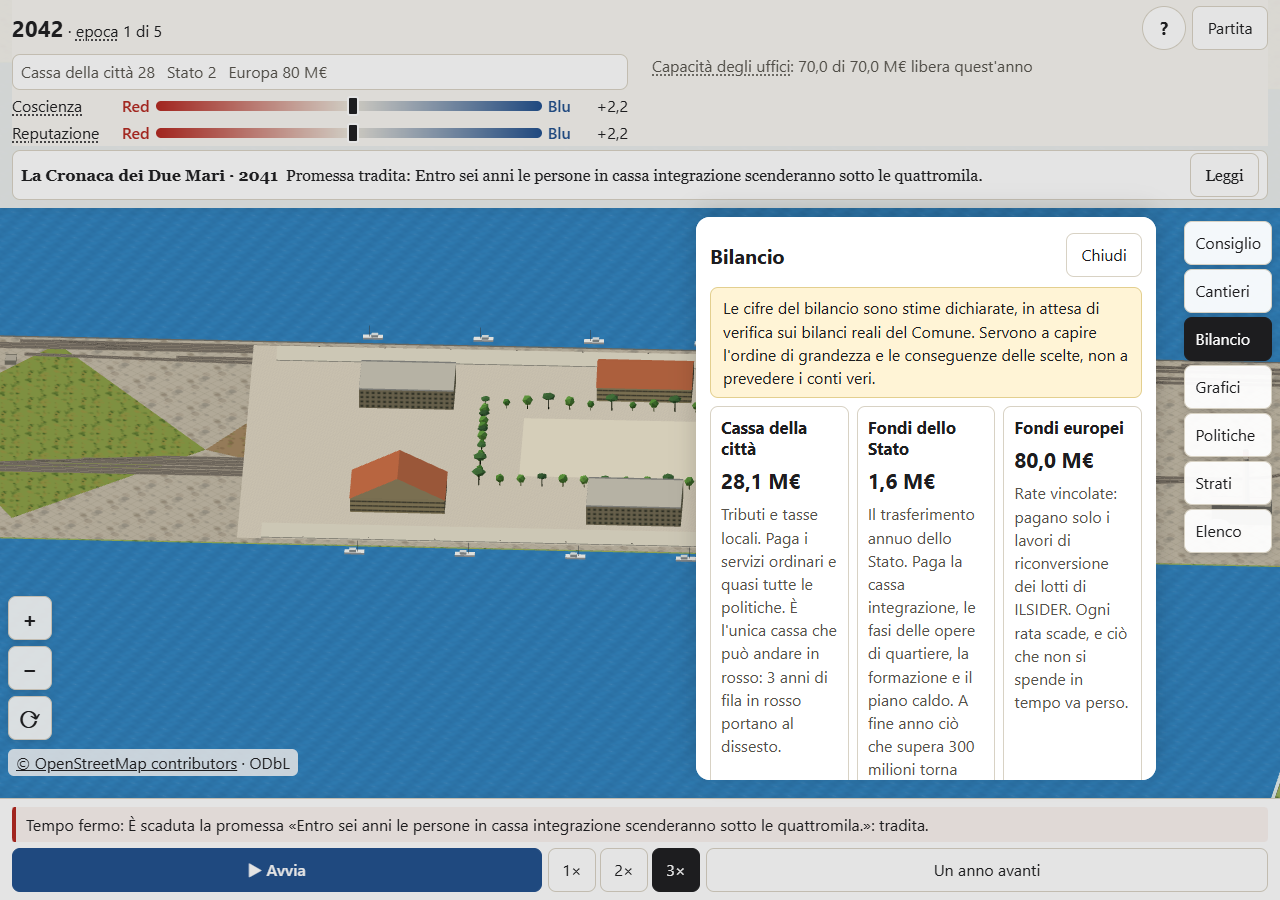 2042 · epoca 1 di 5
?
Partita
Cassa della città 28 Stato 2 Europa 80 M€
Capacità degli uffici: 70,0 di 70,0 M€ libera quest'anno
Coscienza Red Blu +2,2
Reputazione Red Blu +2,2
La Cronaca dei Due Mari · 2041 Promessa tradita: Entro sei anni le persone in cassa integrazione scenderanno sotto le quattromila.
Leggi
Bilancio
Chiudi
Le cifre del bilancio sono stime dichiarate, in attesa di
verifica sui bilanci reali del Comune. Servono a capire
l'ordine di grandezza e le conseguenze delle scelte, non a
prevedere i conti veri.
Cassa della
città
28,1 M€
Tributi e tasse
locali. Paga i
servizi ordinari e
quasi tutte le
politiche. È
l'unica cassa che
può andare in
rosso: 3 anni di
fila in rosso
portano al
dissesto.
Fondi dello
Stato
1,6 M€
Il trasferimento
annuo dello
Stato. Paga la
cassa
integrazione, le
fasi delle opere
di quartiere, la
formazione e il
piano caldo. A
fine anno ciò
che supera 300
milioni torna
Fondi europei
80,0 M€
Rate vincolate:
pagano solo i
lavori di
riconversione
dei lotti di
ILSIDER. Ogni
rata scade, e ciò
che non si
spende in
tempo va perso.
Consiglio
Cantieri
Bilancio
Grafici
Politiche
Strati
Elenco
+
−
⟳
© OpenStreetMap contributors · ODbL
Tempo fermo: È scaduta la promessa «Entro sei anni le persone in cassa integrazione scenderanno sotto le quattromila.»: tradita.
▶ Avvia
1×
2×
3×
Un anno avanti